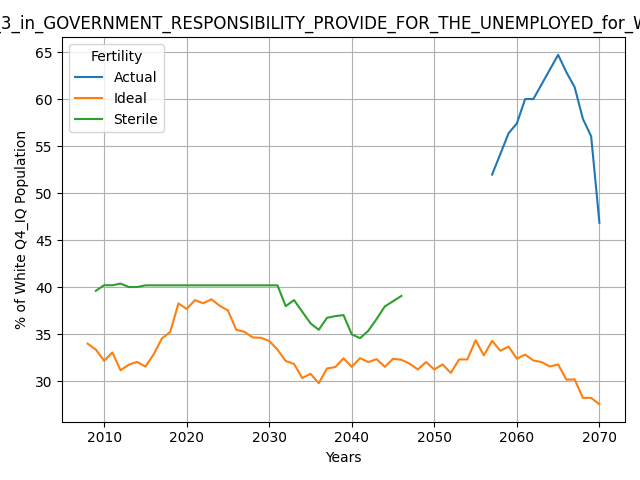 _3_in_GOVERNMENT_RESPONSIBILITY_PROVIDE_FOR_THE_UNEMPLOYED_for_W
Fertility
Actual
Ideal
Sterile
% of White Q4_IQ Population
65
60
55
50
45
40
35
30
2010 2020 2030 2040 2050 2060 2070
Years